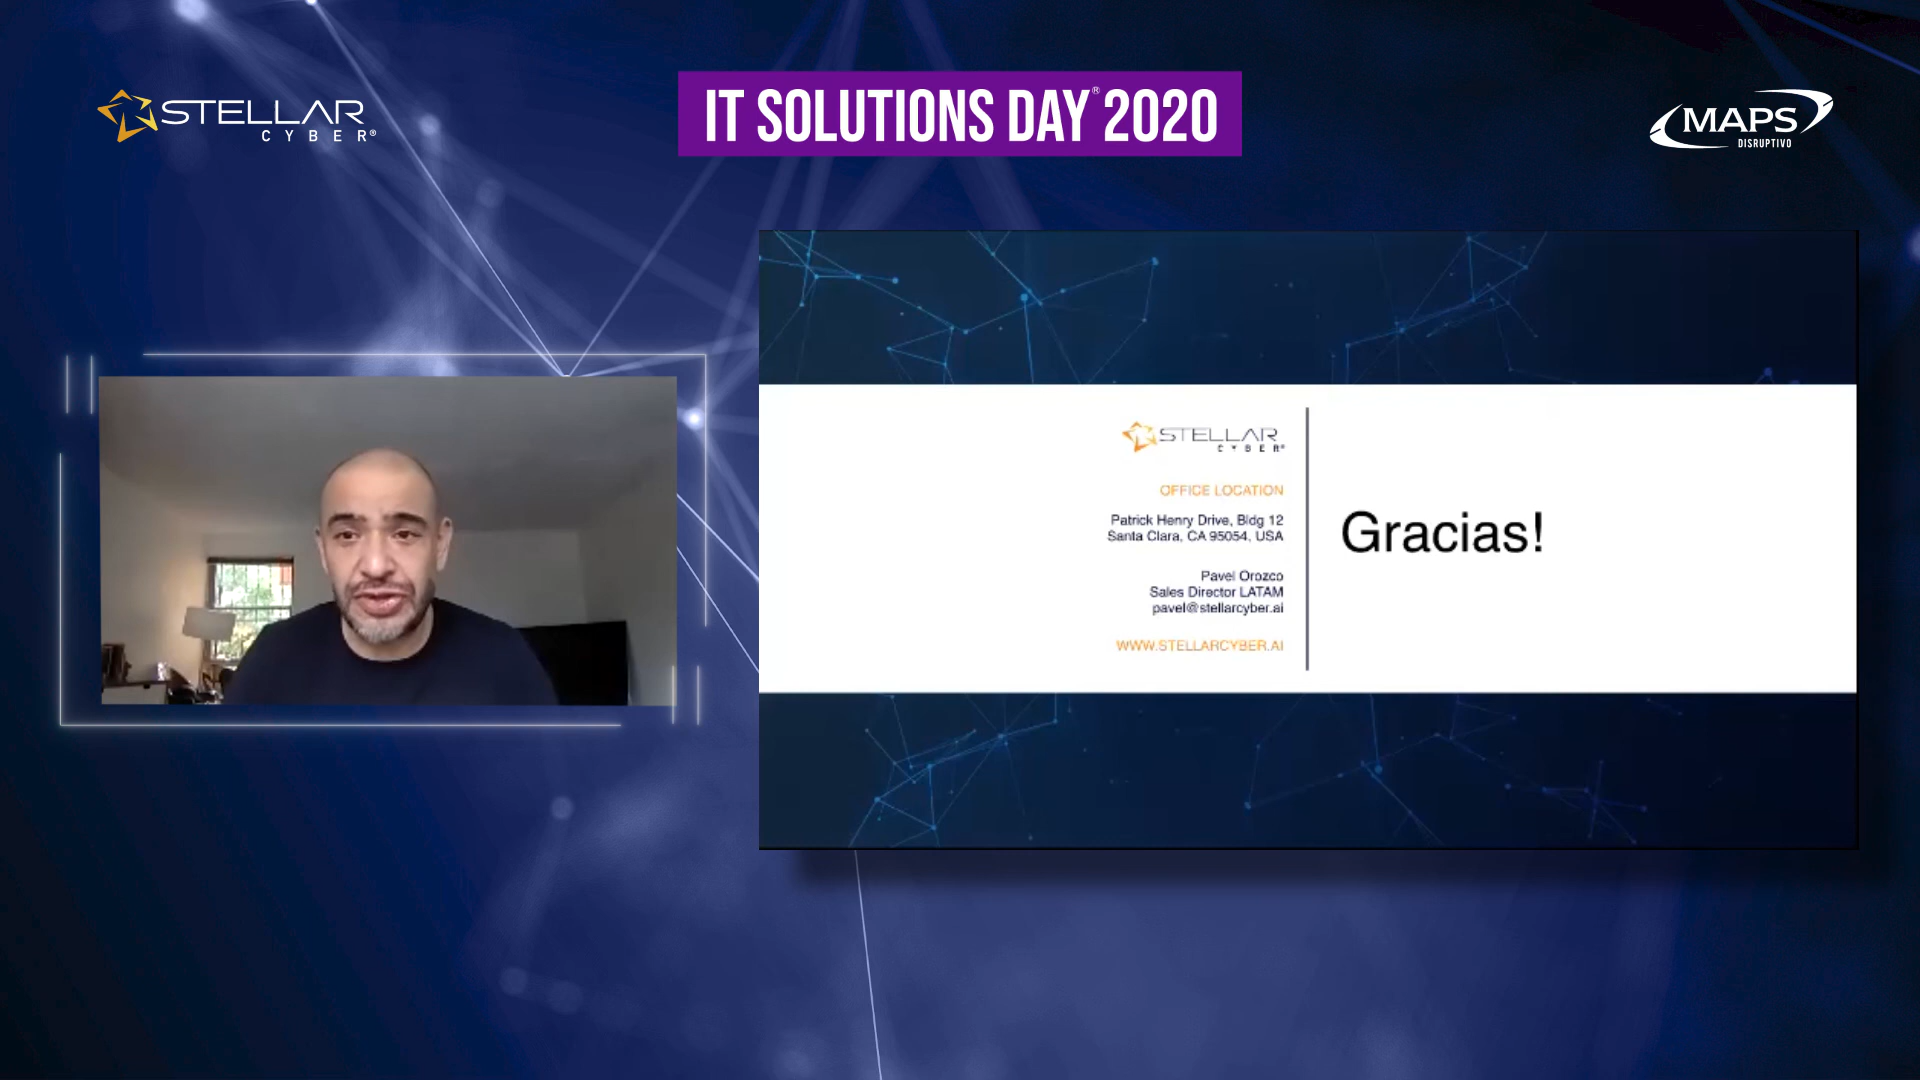 STELLAR
CYBER®
IT SOLUTIONS DAY® 2020
MAPS
DISRUPTIVO
STELLAR
CYBER®
OFFICE LOCATION
Patrick Henry Drive, Bldg 12
Santa Clara, CA 95054, USA
Pavel Orozco
Sales Director LATAM
pavel@stellarcyber.ai
WWW.STELLARCYBER.AI
Gracias!